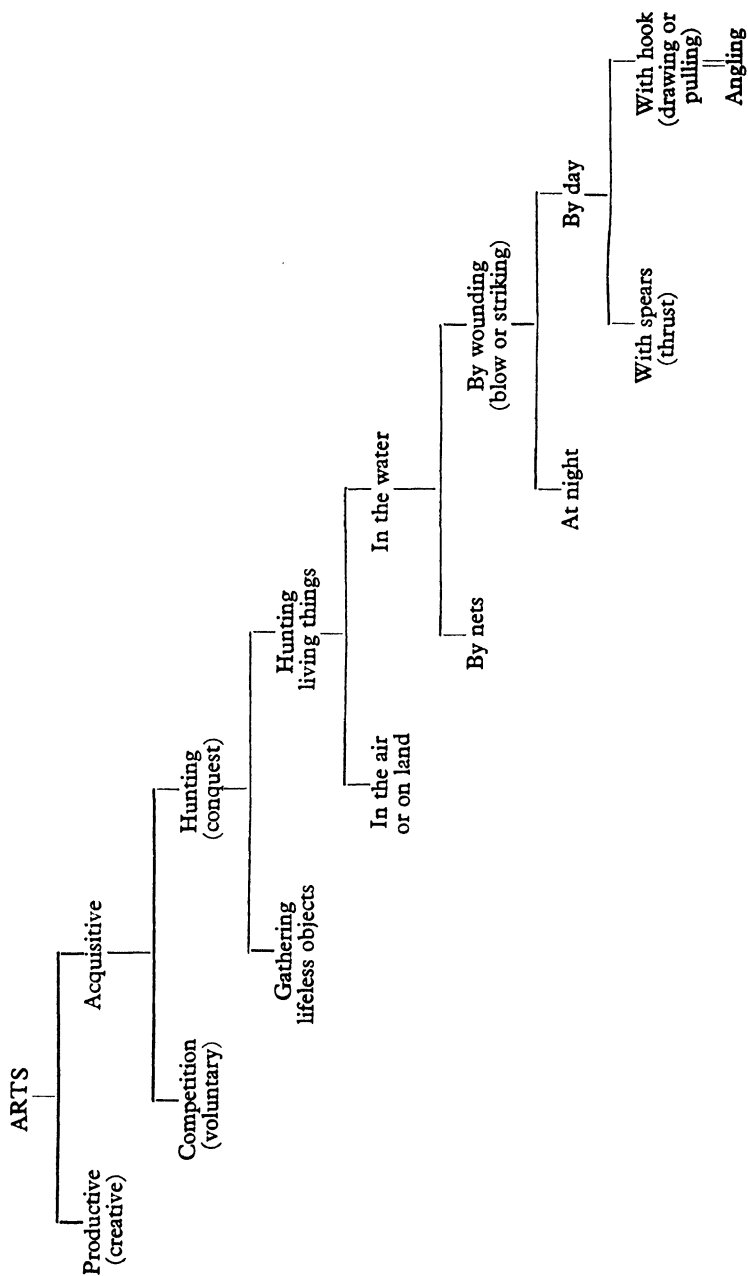 ARTS
Productive
(creative)
Acquisitive
Competition
(voluntary)
Hunting
(conquest)
Gathering
lifeless objects
Hunting
living things
In the air
or on land
In the water
By nets
By wounding
(blow or striking)
At night
By day
With spears
(thrust)
With hook
(drawing or
pulling)
Angling